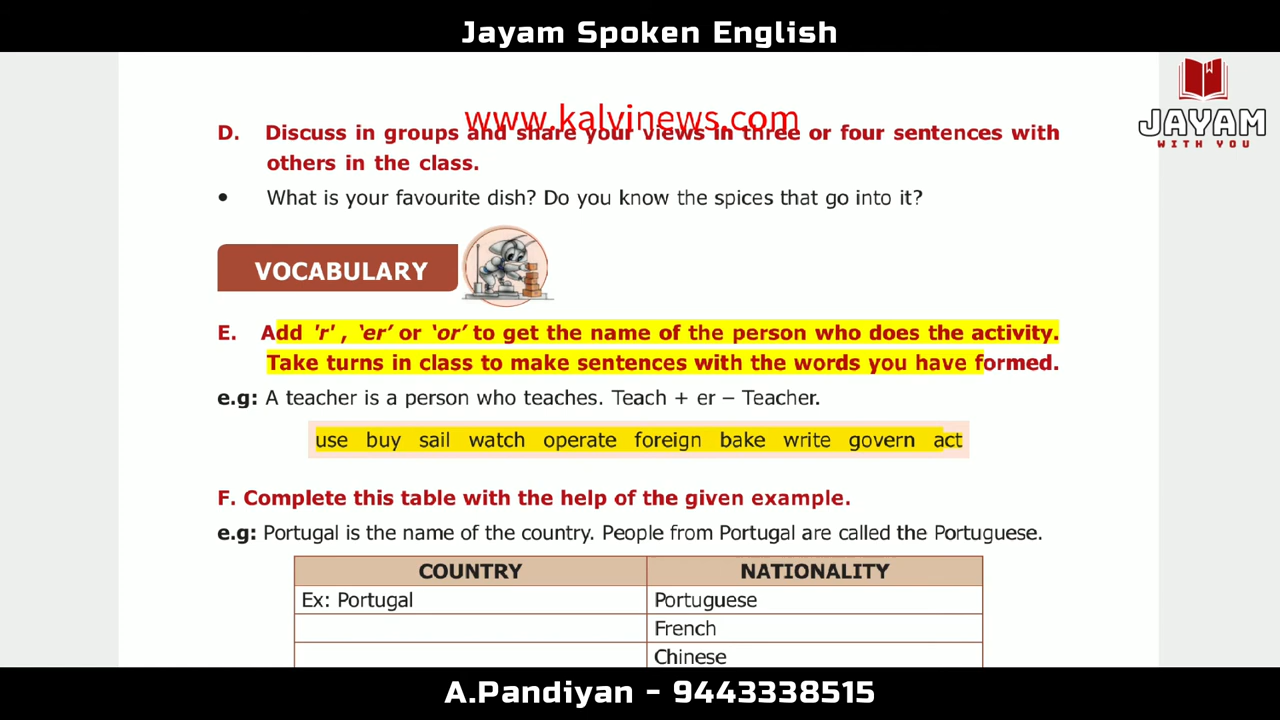 Jayam Spoken English
www.kalvinews.com
JAYAM
WITH YOU
D. Discuss in groups and share your views in three or four sentences with
others in the class.
• What is your favourite dish? Do you know the spices that go into it?
VOCABULARY
E. Add 'r' , ‘er’ or ‘or’ to get the name of the person who does the activity.
Take turns in class to make sentences with the words you have formed.
e.g: A teacher is a person who teaches. Teach + er – Teacher.
use buy sail watch operate foreign bake write govern act
F. Complete this table with the help of the given example.
e.g: Portugal is the name of the country. People from Portugal are called the Portuguese.
COUNTRY NATIONALITY
Ex: Portugal Portuguese
French
Chinese
A.Pandiyan - 9443338515